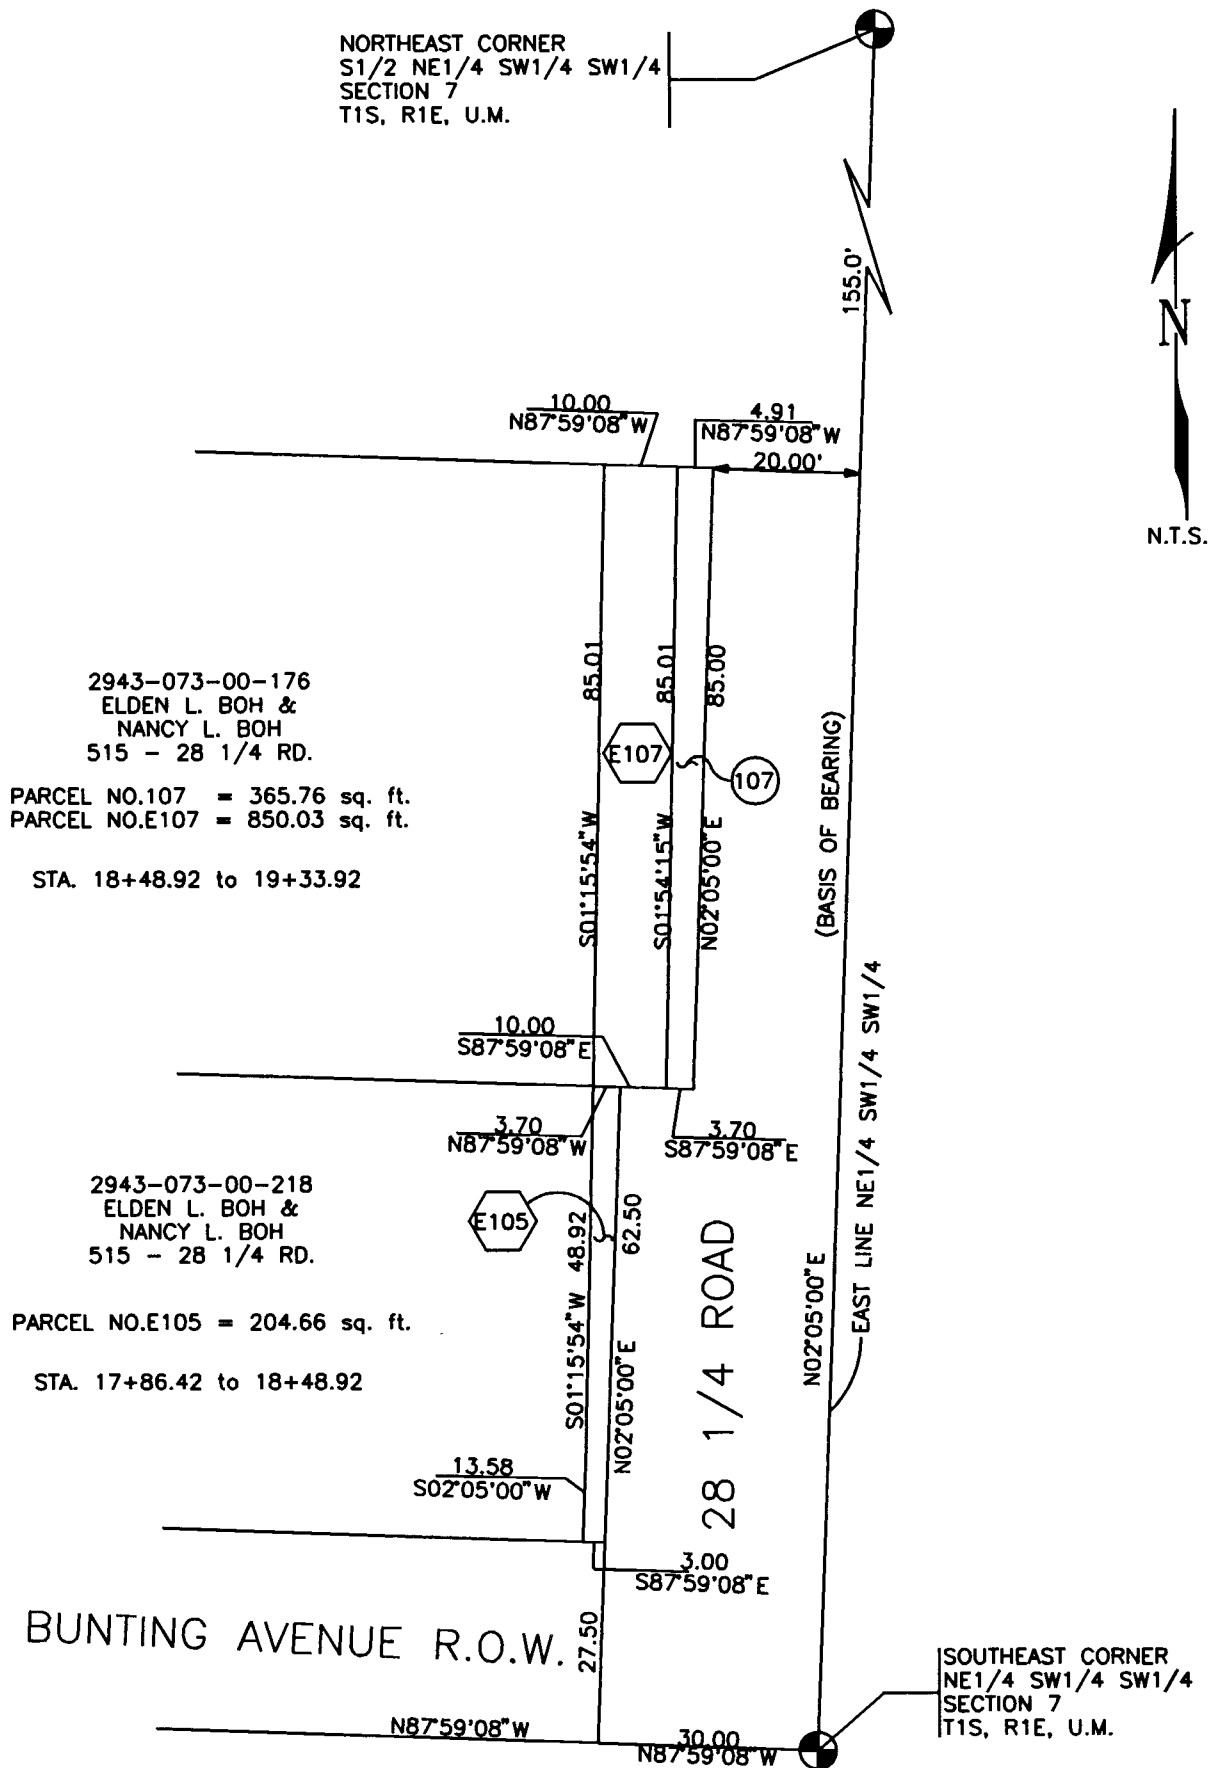 NORTHEAST CORNER
S1/2 NE1/4 SW1/4 SW1/4
SECTION 7
T1S, R1E, U.M.
155.0'
N
N.T.S.
10.00
N87°59'08"W
4.91
N87°59'08"W
20.00'
85.01
85.01
85.00
2943-073-00-176
ELDEN L. BOH &
NANCY L. BOH
515 - 28 1/4 RD.
E107
107
PARCEL NO.107 = 365.76 sq. ft.
PARCEL NO.E107 = 850.03 sq. ft.
STA. 18+48.92 to 19+33.92
S01°15'54"W
S01°54'15"W
N02°05'00"E
(BASIS OF BEARING)
10.00
S87°59'08"E
EAST LINE NE1/4 SW1/4 SW1/4
3.70
N87°59'08"W
3.70
S87°59'08"E
2943-073-00-218
ELDEN L. BOH &
NANCY L. BOH
515 - 28 1/4 RD.
E105
S01°15'54"W 48.92
62.50
N02°05'00"E
28 1/4 ROAD
N02°05'00"E
PARCEL NO.E105 = 204.66 sq. ft.
STA. 17+86.42 to 18+48.92
13.58
S02°05'00"W
3.00
S87°59'08"E
BUNTING AVENUE R.O.W.
27.50
SOUTHEAST CORNER
NE1/4 SW1/4 SW1/4
SECTION 7
T1S, R1E, U.M.
N87°59'08"W
30.00
N87°59'08"W